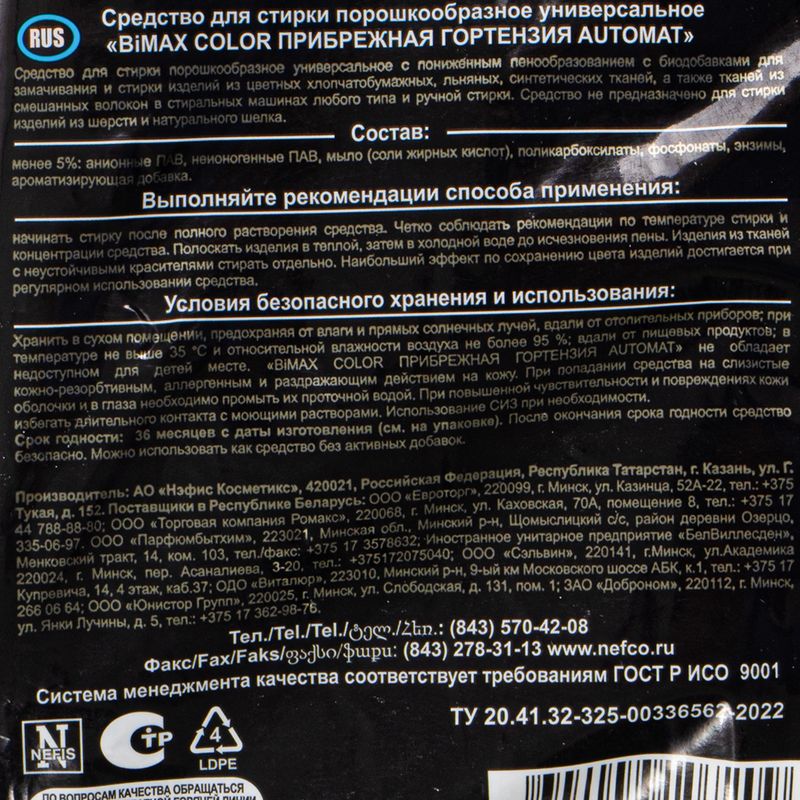 RUS
Средство для стирки порошкообразное универсальное
«BiMAX COLOR ПРИБРЕЖНАЯ ГОРТЕНЗИЯ AUTOMAT»
Средство для стирки порошкообразное универсальное с пониженным пенообразованием с биодобавками для
замачивания и стирки изделий из цветных хлопчатобумажных, льняных, синтетических тканей, а также тканей из
смешанных волокон в стиральных машинах любого типа и ручной стирки. Средство не предназначено для стирки
изделий из шерсти и натурального шелка.
Состав:
менее 5%: анионные ПАВ, неионогенные ПАВ, мыло (соли жирных кислот), поликарбоксилаты, фосфонаты, энзимы,
ароматизирующая добавка.
Выполняйте рекомендации способа применения:
начинать стирку после полного растворения средства. Четко соблюдать рекомендации по температуре стирки и
концентрации средства. Полоскать изделия в теплой, затем в холодной воде до исчезновения пены. Изделия из тканей
с неустойчивыми красителями стирать отдельно. Наибольший эффект по сохранению цвета изделий достигается при
регулярном использовании средства.
Условия безопасного хранения и использования:
Хранить в сухом помещении, предохраняя от влаги и прямых солнечных лучей, вдали от отопительных приборов; при
температуре не выше 35 °С и относительной влажности воздуха не более 95 %; вдали от пищевых продуктов; в
недоступном для детей месте. «BiMAX COLOR ПРИБРЕЖНАЯ ГОРТЕНЗИЯ AUTOMAT» не обладает
кожно-резорбтивным, аллергенным и раздражающим действием на кожу. При попадании средства на слизистые
оболочки и в глаза необходимо промыть их проточной водой. При повышенной чувствительности и повреждениях кожи
избегать длительного контакта с моющими растворами. Использование СИЗ при необходимости.
Срок годности: 36 месяцев с даты изготовления (см. на упаковке). После окончания срока годности средство
безопасно. Можно использовать как средство без активных добавок.
Производитель: АО «Нэфис Косметикс», 420021, Российская Федерация, Республика Татарстан, г. Казань, ул. Г.
Тукая, д. 152. Поставщики в Республике Беларусь: ООО «Евроторг», 220099, г. Минск, ул. Казинца, 52А-22, тел.: +375 17
44 788-88-80; ООО «Торговая компания Ромакс», 220068, г. Минск, ул. Каховская, 70А, помещение 8, тел.: +375 17
335-06-97. ООО «Парфюмбытхим», 223021, Минская обл., Минский р-н, Щомыслицкий с/с, район деревни Озерцо,
Менковский тракт, 14, ком. 103, тел./факс: +375 17 3578632; Иностранное унитарное предприятие «БелВиллесден»,
220024, г. Минск, пер. Асаналиева, 3-20, тел.: +375172075040; ООО «Сэльвин», 220141, г.Минск, ул.Академика
Купревича, 14, 4 этаж, каб.37; ОДО «Виталюр», 223010, Минский р-н, 9-ый км Московского шоссе АБК, к.1, тел.: +375 17
266 06 64; ООО «Юнистор Групп», 220025, г. Минск, ул. Слободская, д. 131, пом. 1; ЗАО «Доброном», 220112, г. Минск,
ул. Янки Лучины, д. 5, тел.: +375 17 362-98-76.
Тел./Tel./Tel./ტელ./Հեռ.: (843) 570-42-08
Факс/Fax/Faks/ფაქსი/ֆաքս: (843) 278-31-13 www.nefco.ru
Система менеджмента качества соответствует требованиям ГОСТ Р ИСО 9001
ТУ 20.41.32-325-00336562-2022
N
NEFIS
СТР
4
LDPE
ПО ВОПРОСАМ КАЧЕСТВА ОБРАЩАТЬСЯ
ГОРЯЧЕЙ ЛИНИИ